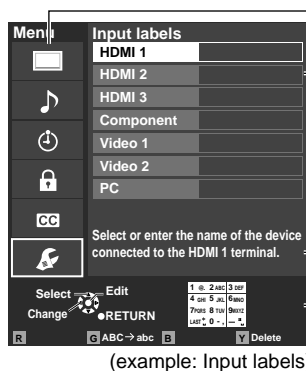 Menu
Input labels
HDMI 1
HDMI 2
HDMI 3
Component
Video 1
Video 2
PC
CC
Select or enter the name of the device
connected to the HDMI 1 terminal.
Select
Edit
Change
RETURN
1 @. 2 ABC 3 DEF
4 GHI 5 JKL 6 MNO
7 PQRS 8 TUV 9 WXYZ
LAST 0 - ,
R
G ABC→abc B
Y Delete
(example: Input labels